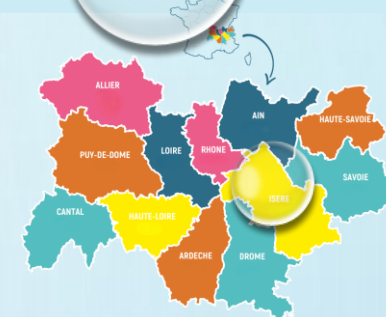 ALLIER
AIN
HAUTE-SAVOIE
PUY-DE-DOME
LOIRE
RHONE
SAVOIE
ISERE
CANTAL
HAUTE-LOIRE
ARDECHE
DROME